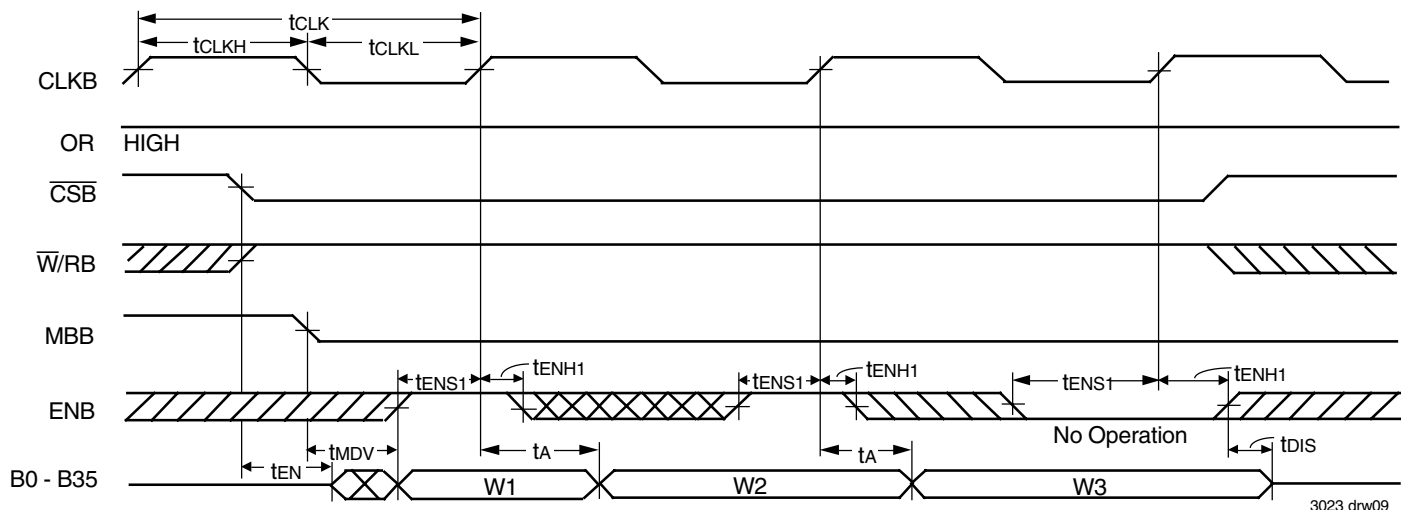 tCLK
tCLKH tCLKL
CLKB
OR HIGH
CSB
W/RB
MBB
tENS1 tENH1 tENS1 tENH1 tENS1 tENH1
ENB
No Operation
tMDV tA tA tDIS
tEN
B0 - B35 W1 W2 W3
3023 drw09